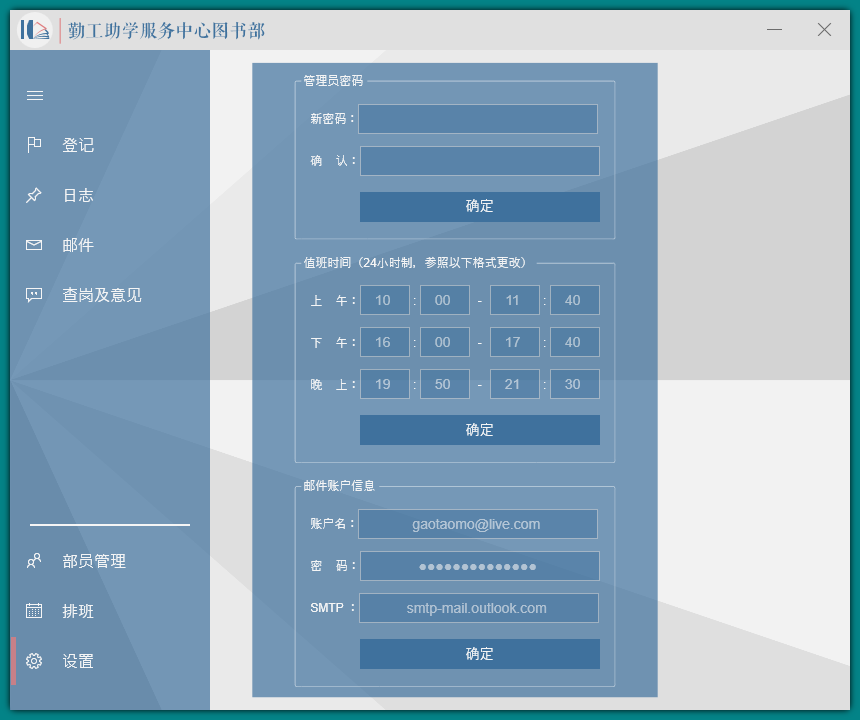 勤工助学服务中心图书部
登记
日志
邮件
查岗及意见
部员管理
排班
设置
管理员密码
新密码：
确 认：
确定
值班时间（24小时制，参照以下格式更改）
上 午：10 : 00 - 11 : 40
下 午：16 : 00 - 17 : 40
晚 上：19 : 50 - 21 : 30
确定
邮件账户信息
账户名：gaotaomo@live.com
密 码：●●●●●●●●●●●●●●
SMTP ：smtp-mail.outlook.com
确定